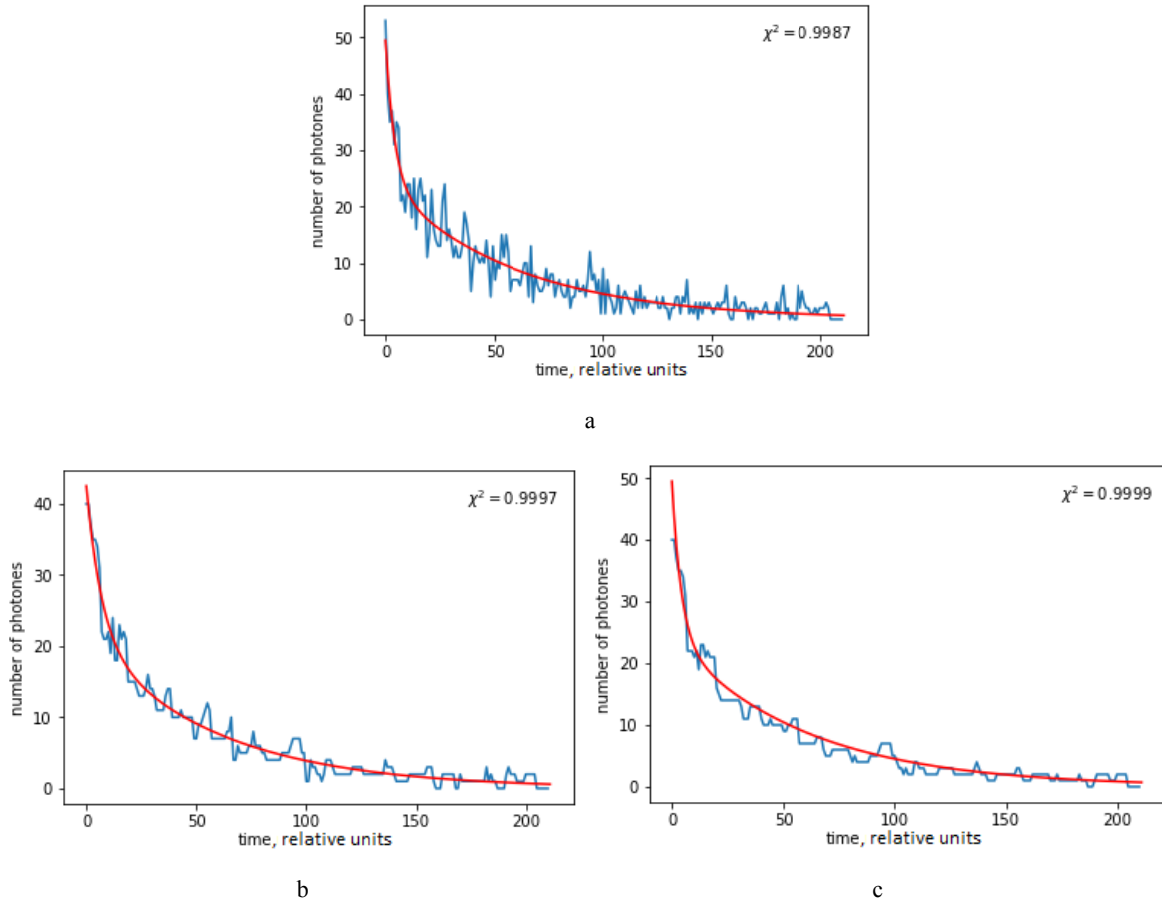 χ² = 0.9987
number of photones
50
40
30
20
10
0
0 50 100 150 200
time, relative units
a
χ² = 0.9997
number of photones
40
30
20
10
0
0 50 100 150 200
time, relative units
b
χ² = 0.9999
number of photones
50
40
30
20
10
0
0 50 100 150 200
time, relative units
c